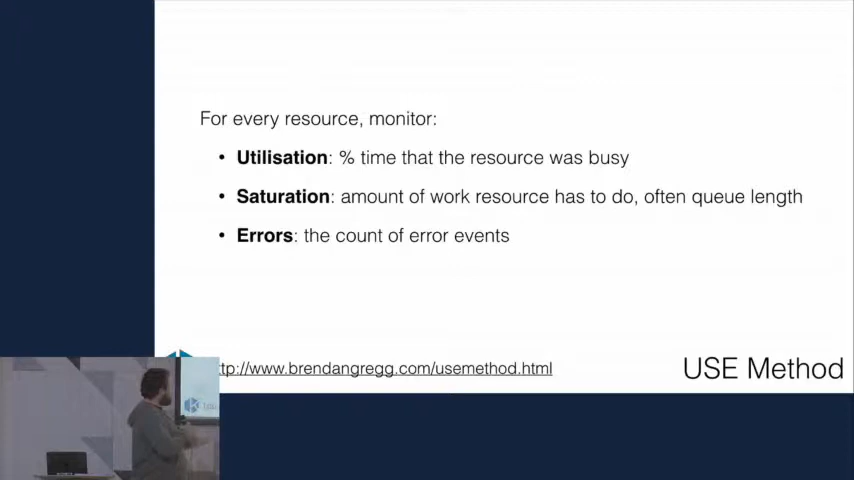 For every resource, monitor:
• Utilisation: % time that the resource was busy
• Saturation: amount of work resource has to do, often queue length
• Errors: the count of error events
tp://www.brendangregg.com/usemethod.html
USE Method